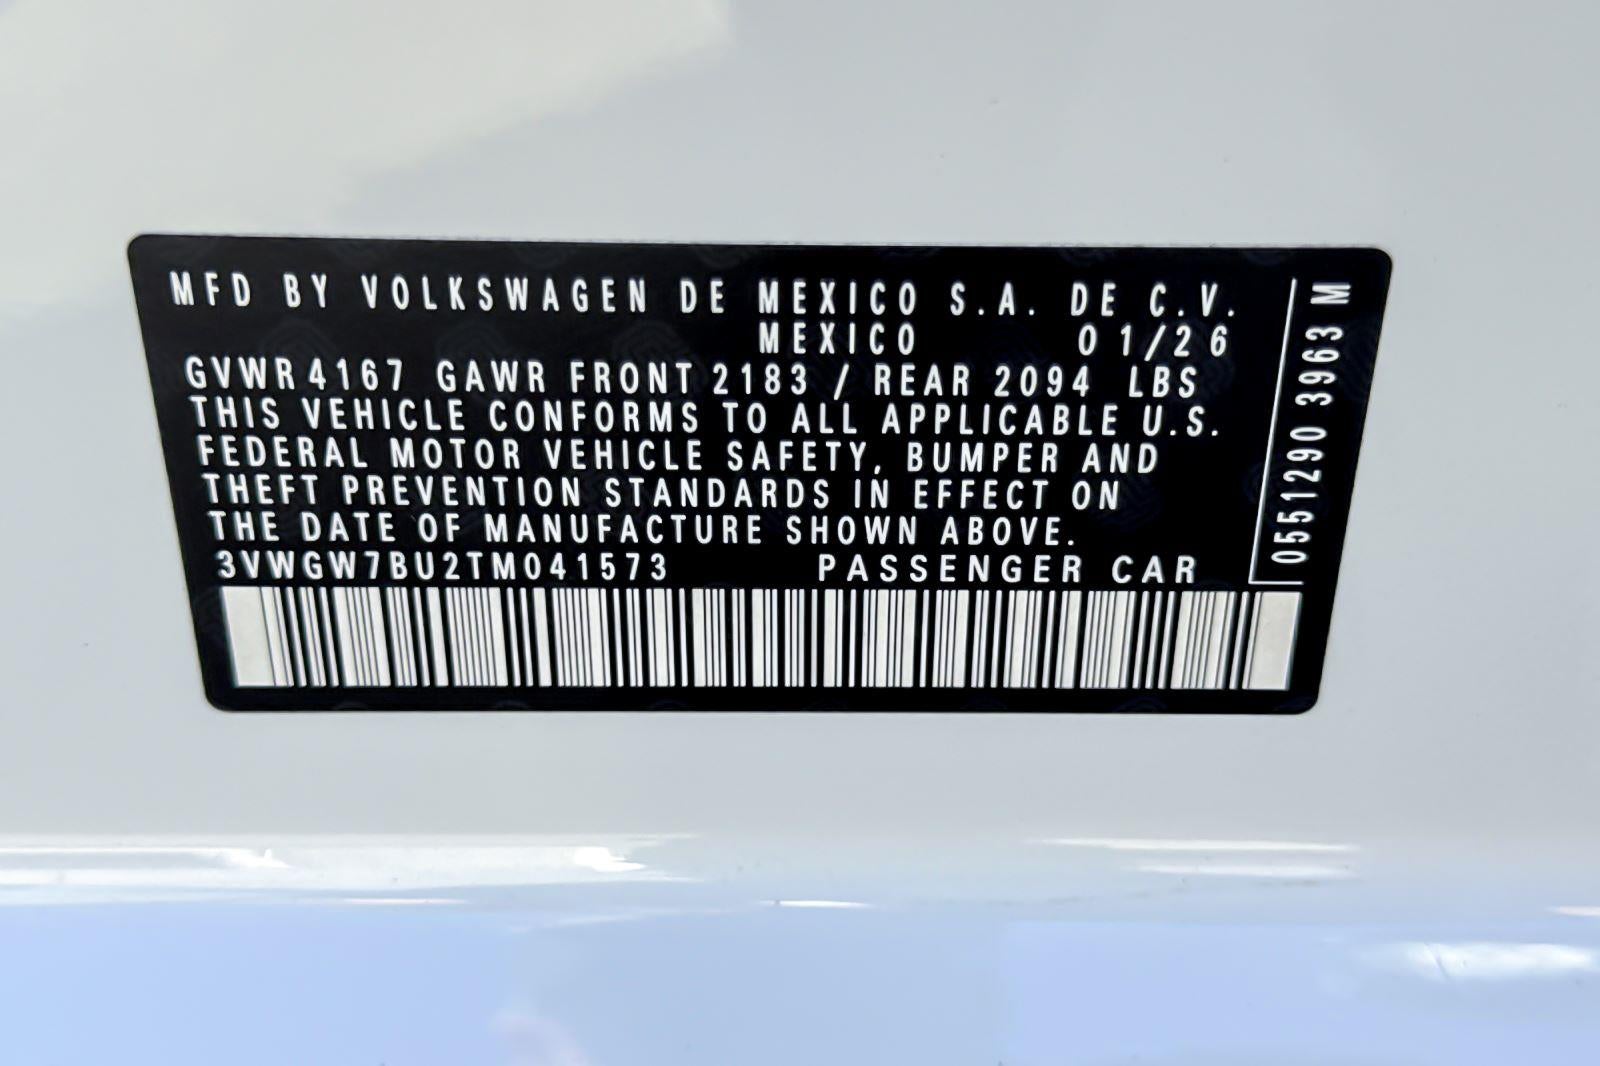 MFD BY VOLKSWAGEN DE MEXICO S.A. DE C.V.
MEXICO 01/26
GVWR 4167 GAWR FRONT 2183 / REAR 2094 LBS
THIS VEHICLE CONFORMS TO ALL APPLICABLE U.S.
FEDERAL MOTOR VEHICLE SAFETY, BUMPER AND
THEFT PREVENTION STANDARDS IN EFFECT ON
THE DATE OF MANUFACTURE SHOWN ABOVE.
3VWGW7BU2TM041573 PASSENGER CAR
0551290 3963 M